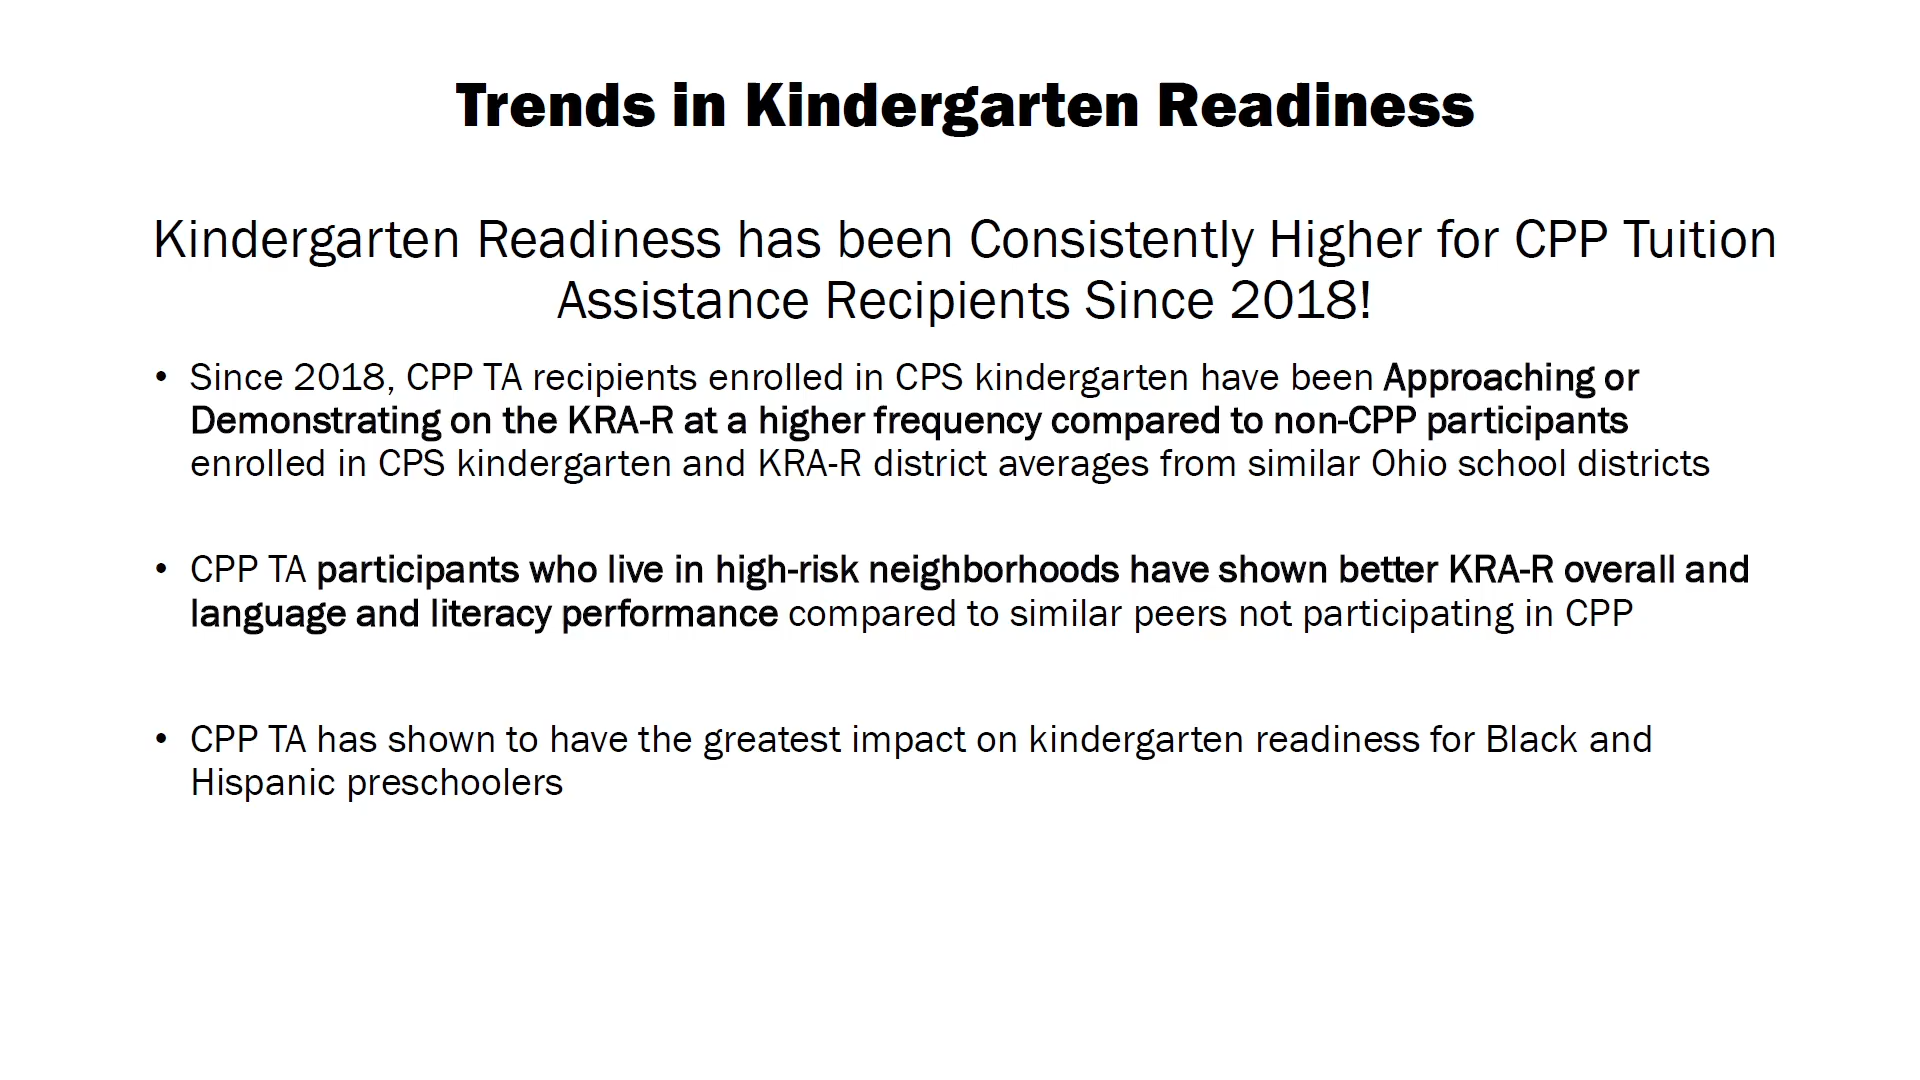 Trends in Kindergarten Readiness
Kindergarten Readiness has been Consistently Higher for CPP Tuition
Assistance Recipients Since 2018!
• Since 2018, CPP TA recipients enrolled in CPS kindergarten have been Approaching or
Demonstrating on the KRA-R at a higher frequency compared to non-CPP participants
enrolled in CPS kindergarten and KRA-R district averages from similar Ohio school districts
• CPP TA participants who live in high-risk neighborhoods have shown better KRA-R overall and
language and literacy performance compared to similar peers not participating in CPP
• CPP TA has shown to have the greatest impact on kindergarten readiness for Black and
Hispanic preschoolers